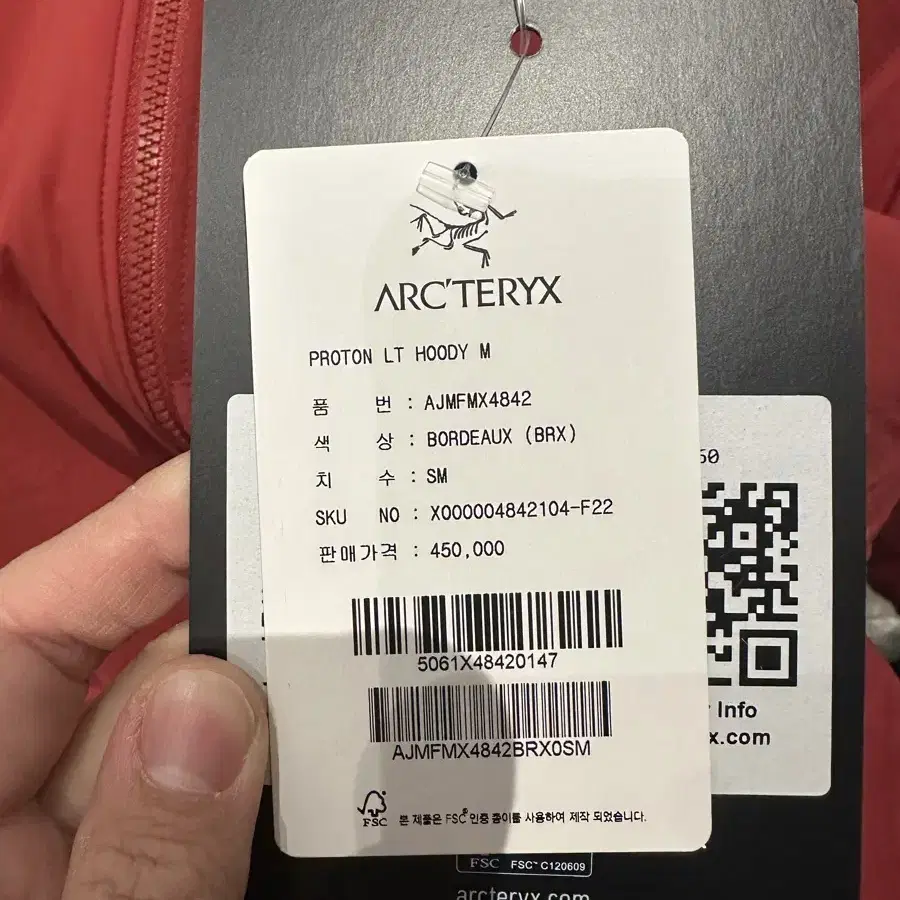 ARC'TERYX
PROTON LT HOODY M
품 번 : AJMFMX4842
색 상 : BORDEAUX (BRX)
치 수 : SM
SKU NO : X000004842104-F22
판매가격 : 450,000
5061X48420147
AJMFMX4842BRX0SM
FSC 본 제품은 FSC® 인증 종이를 사용하여 제작 되었습니다.
50
Info
x.com
FSC FSC™ C120609
arcteryx.com